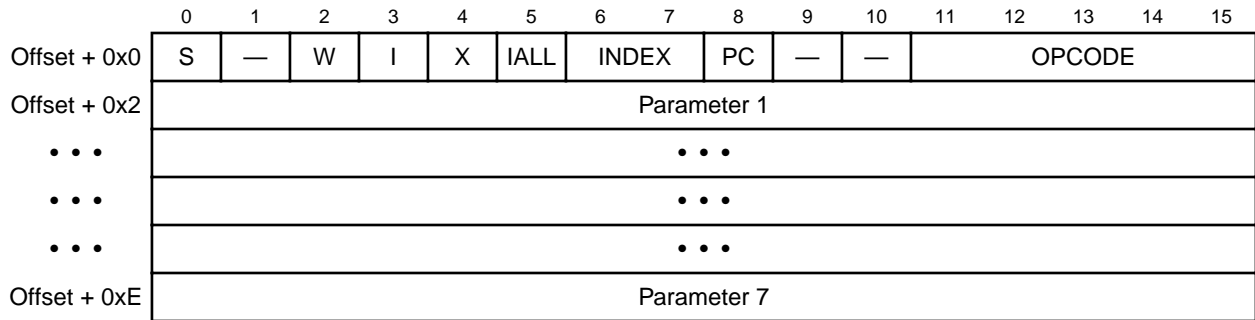 0 1 2 3 4 5 6 7 8 9 10 11 12 13 14 15
Offset + 0x0 S — W I X IALL INDEX PC — — OPCODE
Offset + 0x2 Parameter 1
• • • • • •
• • • • • •
• • • • • •
Offset + 0xE Parameter 7